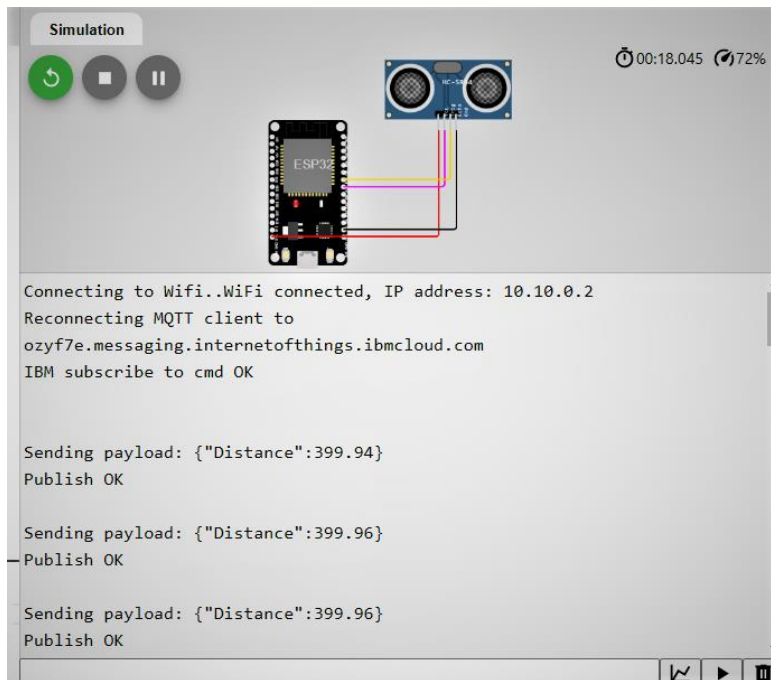 Simulation
00:18.045 72%
HC-SR04
ESP32
Connecting to Wifi..WiFi connected, IP address: 10.10.0.2
Reconnecting MQTT client to
ozyf7e.messaging.internetofthings.ibmcloud.com
IBM subscribe to cmd OK
Sending payload: {"Distance":399.94}
Publish OK
Sending payload: {"Distance":399.96}
Publish OK
Sending payload: {"Distance":399.96}
Publish OK